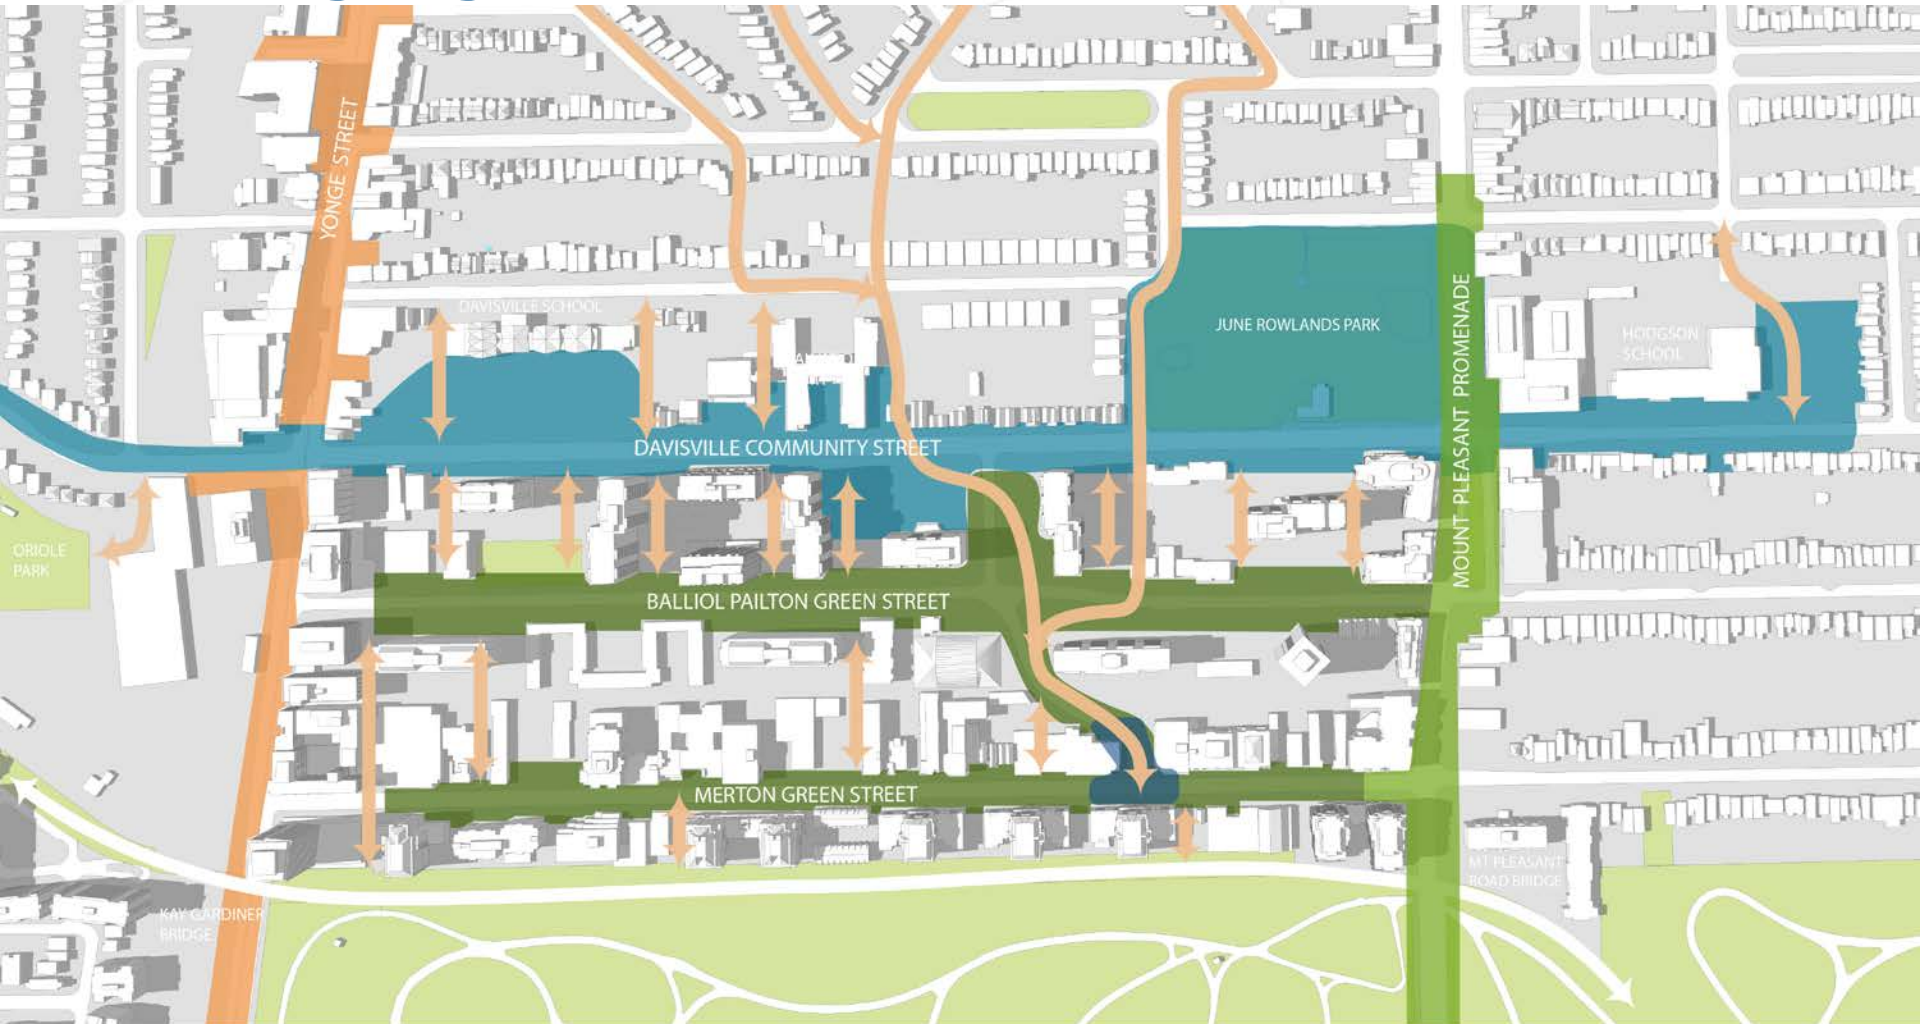 YONGE STREET
DAVISVILLE SCHOOL
JUNE ROWLANDS PARK
HODGSON
SCHOOL
MOUNT PLEASANT PROMENADE
DAVISVILLE COMMUNITY STREET
ORIOLE
PARK
BALLIOL PAILTON GREEN STREET
MERTON GREEN STREET
MT PLEASANT
ROAD BRIDGE
KAY GARDINER
BRIDGE